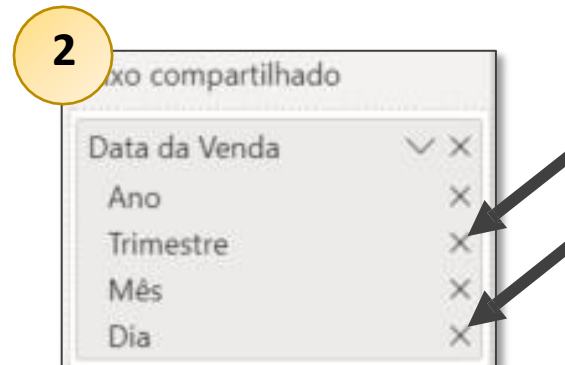 2
xo compartilhado
Data da Venda
Ano
Trimestre
Mês
Dia